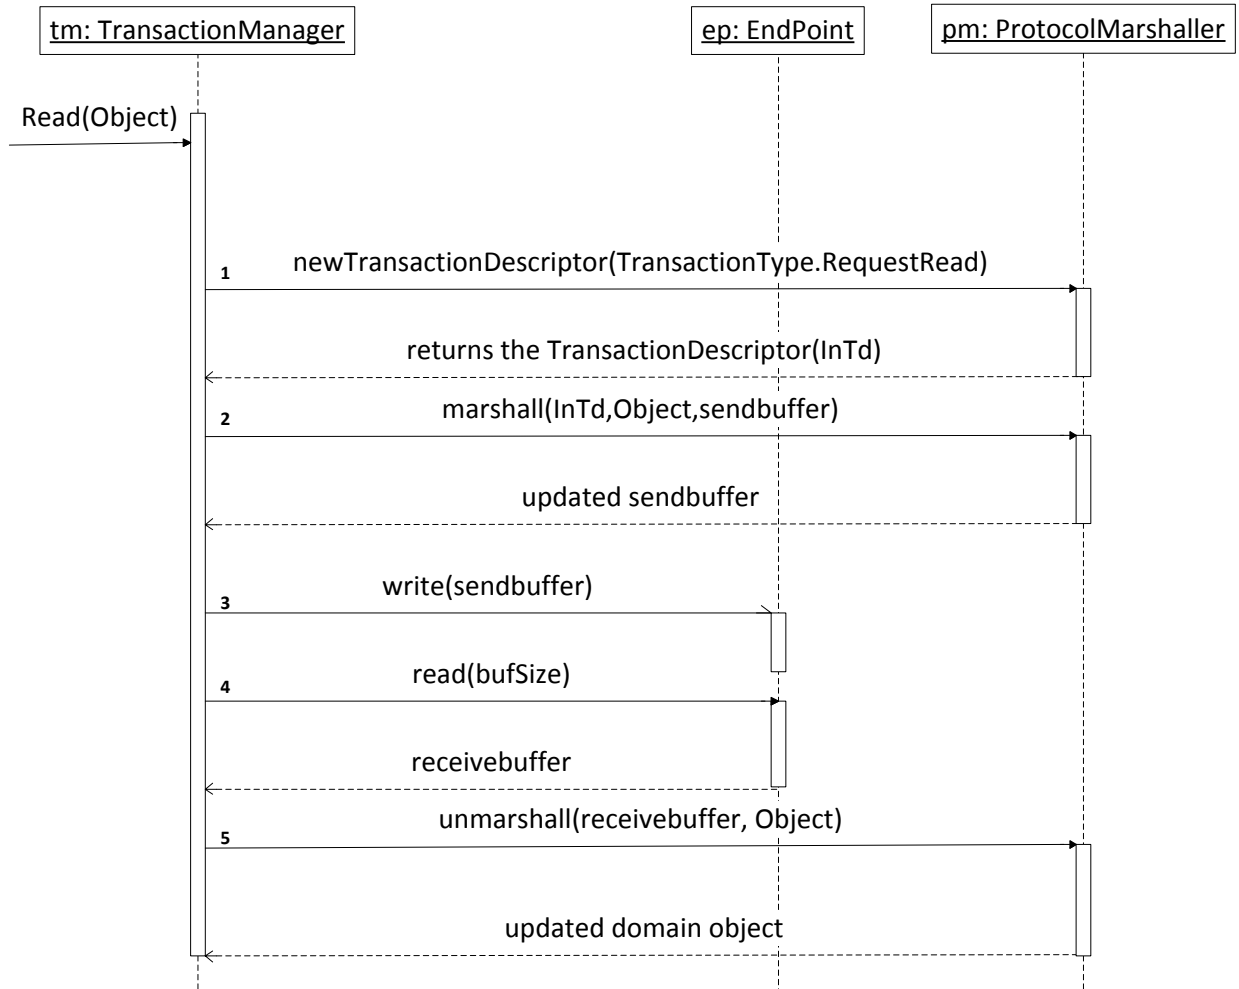 tm: TransactionManager
ep: EndPoint
pm: ProtocolMarshaller
Read(Object)
newTransactionDescriptor(TransactionType.RequestRead)
1
returns the TransactionDescriptor(InTd)
marshall(InTd,Object,sendbuffer)
2
updated sendbuffer
write(sendbuffer)
3
read(bufSize)
4
receivebuffer
unmarshall(receivebuffer, Object)
5
updated domain object